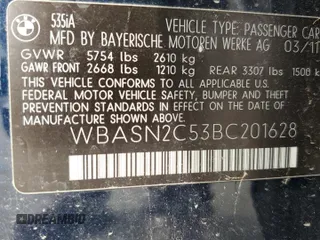 535iA
VEHICLE TYPE: PASSENGER CAR
MFD BY BAYERISCHE MOTOREN WERKE AG 03/11
GVWR 5754 lbs 2610 kg
GAWR FRONT 2668 lbs 1210 kg REAR 3307 lbs 1500 k
THIS VEHICLE CONFORMS TO ALL APPLICABLE
FEDERAL MOTOR VEHICLE SAFETY, BUMPER, AND
THEFT PREVENTION STANDARDS IN EFFECT ON THE DATE
OF MANUFACTURE SHOWN ABOVE.
WBASN2C53BC201628
DREAMBID